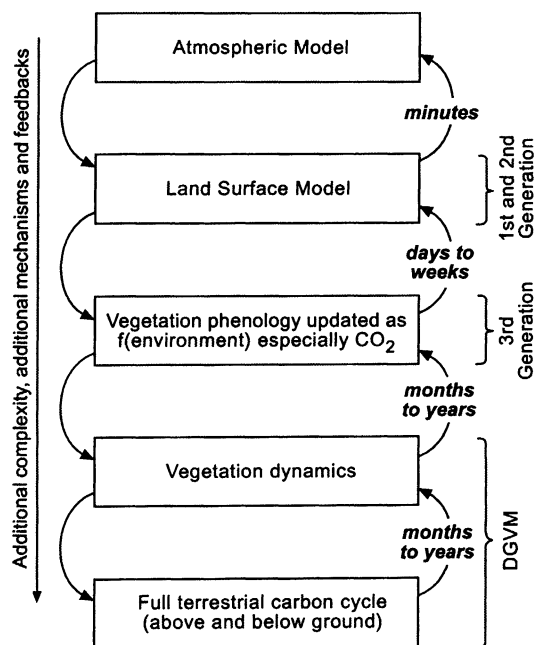 Additional complexity, additional mechanisms and feedbacks
Atmospheric Model
minutes
Land Surface Model
1st and 2nd
Generation
days to
weeks
Vegetation phenology updated as
f(environment) especially CO₂
3rd
Generation
months
to years
Vegetation dynamics
months
to years
DGVM
Full terrestrial carbon cycle
(above and below ground)